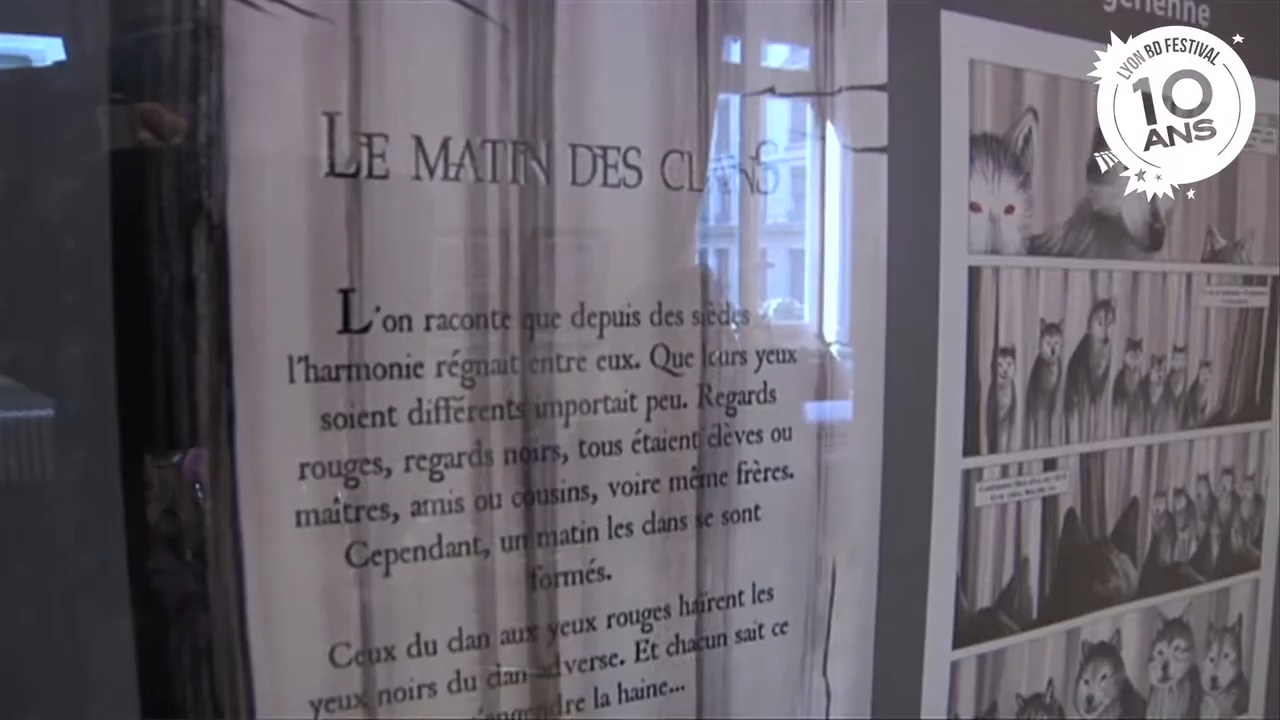 LE MATIN DES CLANS
L'on raconte que depuis des siècles
l'harmonie régnait entre eux. Que leurs yeux
soient différents importait peu. Regards
rouges, regards noirs, tous étaient élèves ou
maîtres, amis ou cousins, voire même frères.
Cependant, un matin les clans se sont
formés.
Ceux du clan aux yeux rouges haïrent les
yeux noirs du clan adverse. Et chacun sait ce
la haine...
LYON BD FESTIVAL
10
ANS